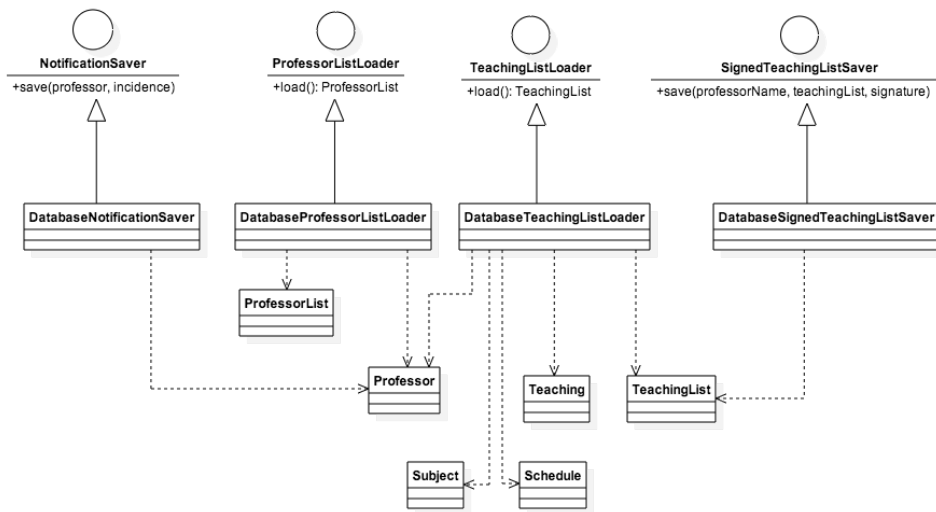 NotificationSaver
+save(professor, incidence)
ProfessorListLoader
+load(): ProfessorList
TeachingListLoader
+load(): TeachingList
SignedTeachingListSaver
+save(professorName, teachingList, signature)
DatabaseNotificationSaver
DatabaseProfessorListLoader
DatabaseTeachingListLoader
DatabaseSignedTeachingListSaver
ProfessorList
Professor
Teaching
TeachingList
Subject
Schedule